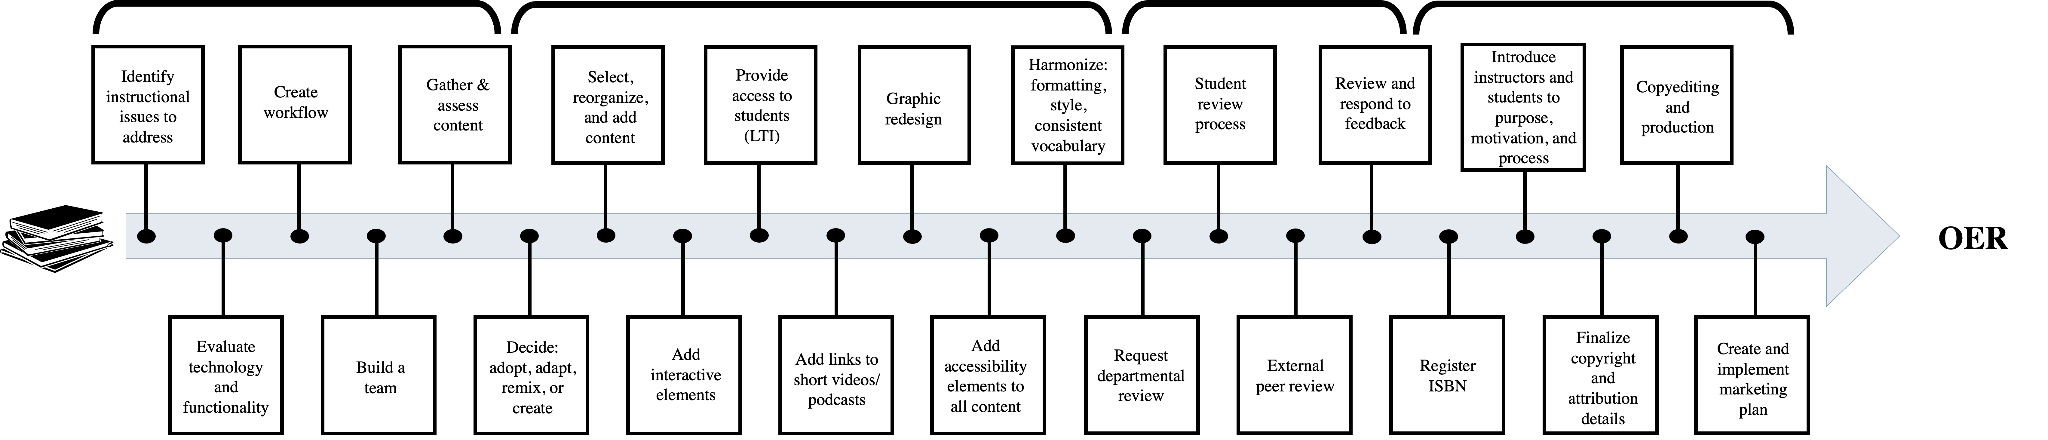 Identify
instructional
issues to
address
Create
workflow
Gather &
assess
content
Select,
reorganize,
and add
content
Provide
access to
students
(LTI)
Graphic
redesign
Harmonize:
formatting,
style,
consistent
vocabulary
Student
review
process
Review and
respond to
feedback
Introduce
instructors and
students to
purpose,
motivation, and
process
Copyediting
and
production
OER
Evaluate
technology
and
functionality
Build a
team
Decide:
adopt, adapt,
remix, or
create
Add
interactive
elements
Add links to
short videos/
podcasts
Add
accessibility
elements to
all content
Request
departmental
review
External
peer review
Register
ISBN
Finalize
copyright
and
attribution
details
Create and
implement
marketing
plan